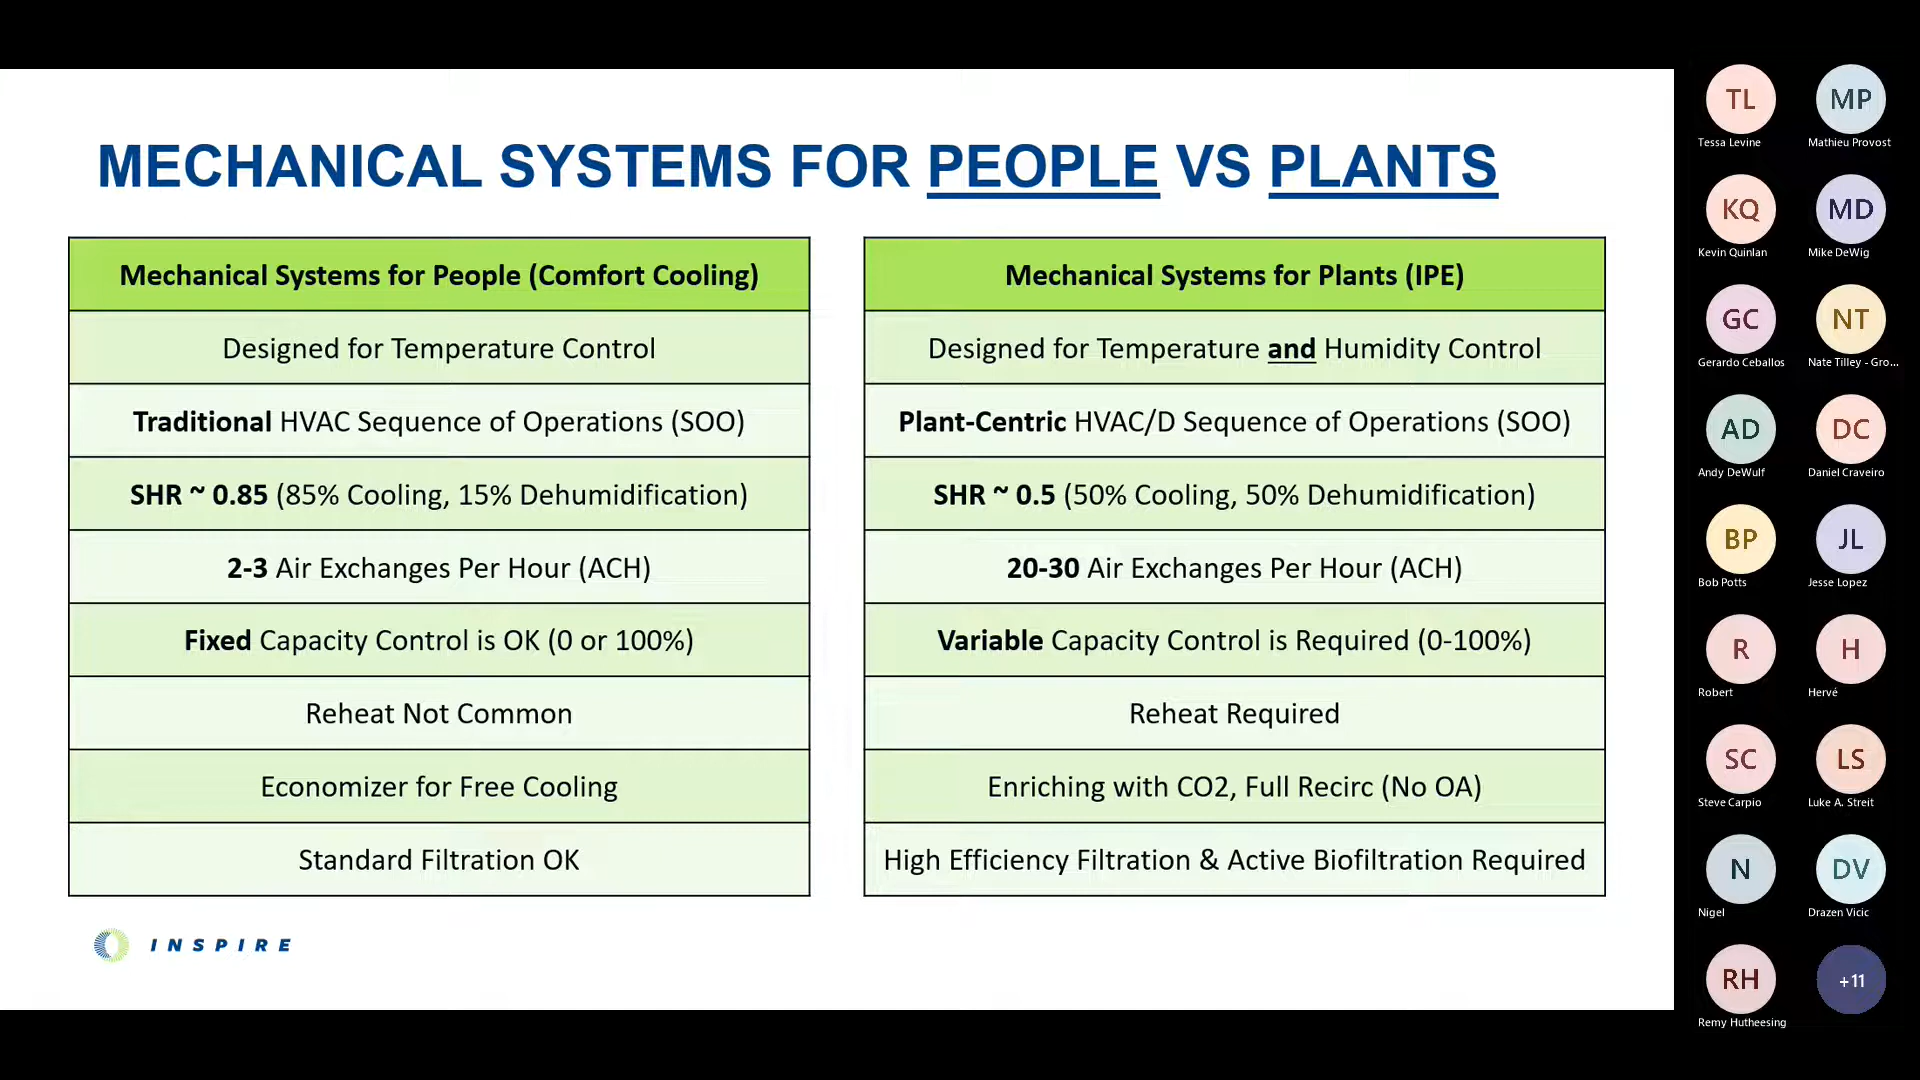 MECHANICAL SYSTEMS FOR PEOPLE VS PLANTS
Mechanical Systems for People (Comfort Cooling)
Designed for Temperature Control
Traditional HVAC Sequence of Operations (SOO)
SHR ~ 0.85 (85% Cooling, 15% Dehumidification)
2-3 Air Exchanges Per Hour (ACH)
Fixed Capacity Control is OK (0 or 100%)
Reheat Not Common
Economizer for Free Cooling
Standard Filtration OK
Mechanical Systems for Plants (IPE)
Designed for Temperature and Humidity Control
Plant-Centric HVAC/D Sequence of Operations (SOO)
SHR ~ 0.5 (50% Cooling, 50% Dehumidification)
20-30 Air Exchanges Per Hour (ACH)
Variable Capacity Control is Required (0-100%)
Reheat Required
Enriching with CO2, Full Recirc (No OA)
High Efficiency Filtration & Active Biofiltration Required
INSPIRE
TL
Tessa Levine
MP
Mathieu Provost
KQ
Kevin Quinlan
MD
Mike DeWig
GC
Gerardo Ceballos
NT
Nate Tilley - Gro...
AD
Andy DeWulf
DC
Daniel Craveiro
BP
Bob Potts
JL
Jesse Lopez
R
Robert
H
Hervé
SC
Steve Carpio
LS
Luke A. Streit
N
Nigel
DV
Drazen Vicic
RH
Remy Hutheesing
+11